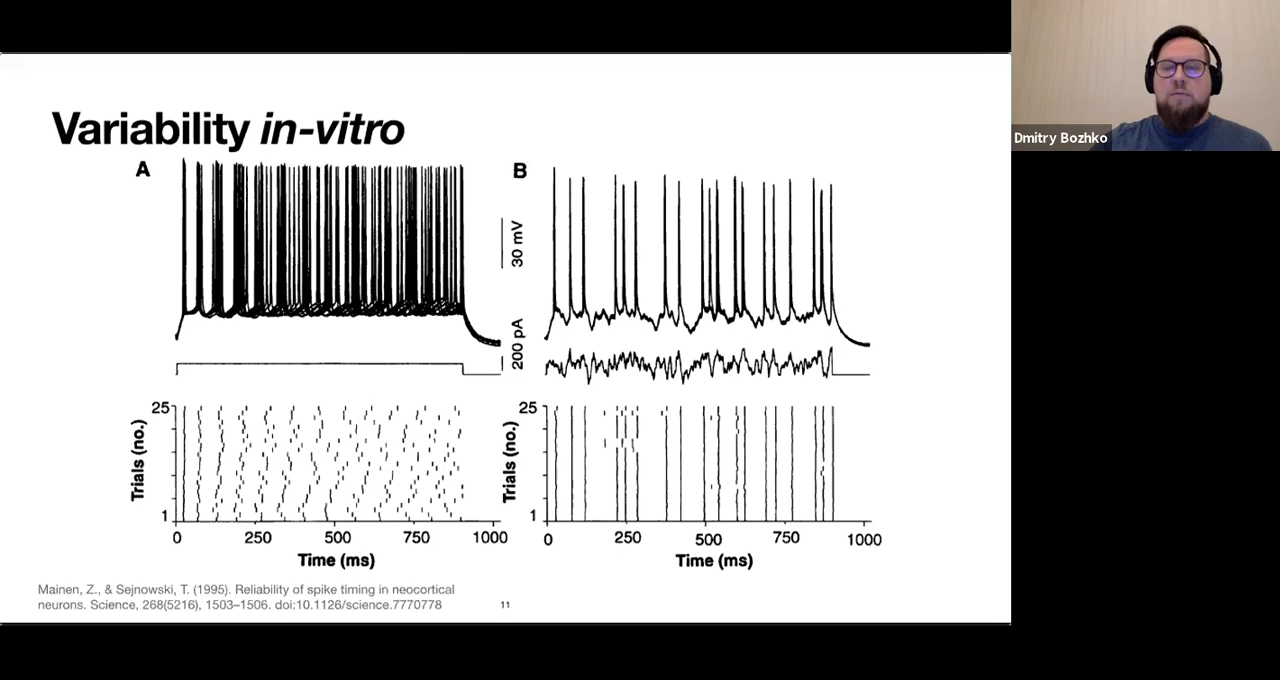 Variability in-vitro
A
B
30 mV
200 pA
25
Trials (no.)
1
0 250 500 750 1000
Time (ms)
25
Trials (no.)
1
0 250 500 750 1000
Time (ms)
Mainen, Z., & Sejnowski, T. (1995). Reliability of spike timing in neocortical
neurons. Science, 268(5216), 1503–1506. doi:10.1126/science.7770778
11
Dmitry Bozhko